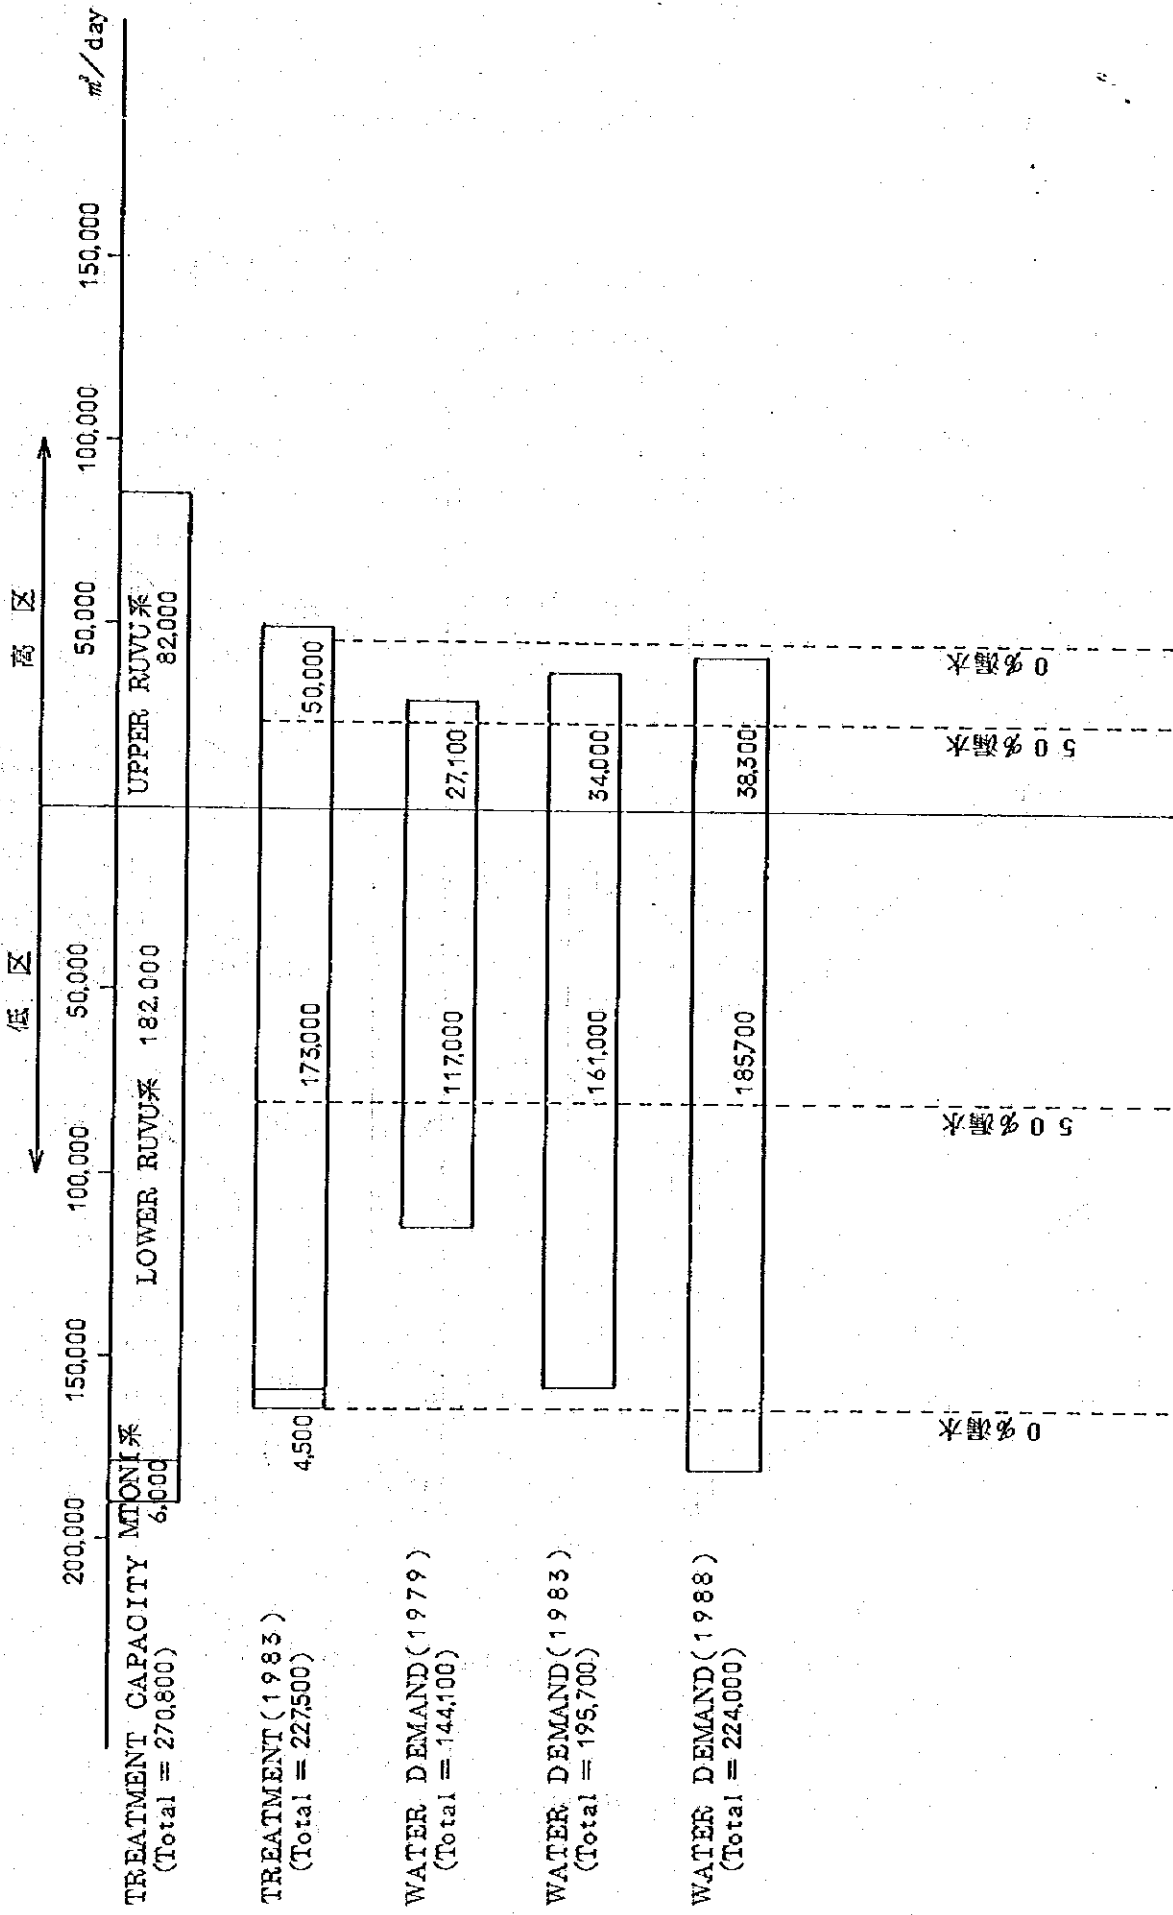 低 区
高 区
200,000
150,000
100,000
50,000
50,000
100,000
150,000
m³/day
TREATMENT CAPACITY
(Total = 270,800)
MTONI系
6,000
LOWER RUVU系 182,000
UPPER RUVU系
82,000
TREATMENT(1983)
(Total = 227,500)
4,500
173,000
50,000
WATER DEMAND(1979)
(Total = 144,100)
117,000
27,100
WATER DEMAND(1983)
(Total = 195,700)
161,000
34,000
WATER DEMAND(1988)
(Total = 224,000)
185,700
38,300
0%漏水
50%漏水
50%漏水
0%漏水